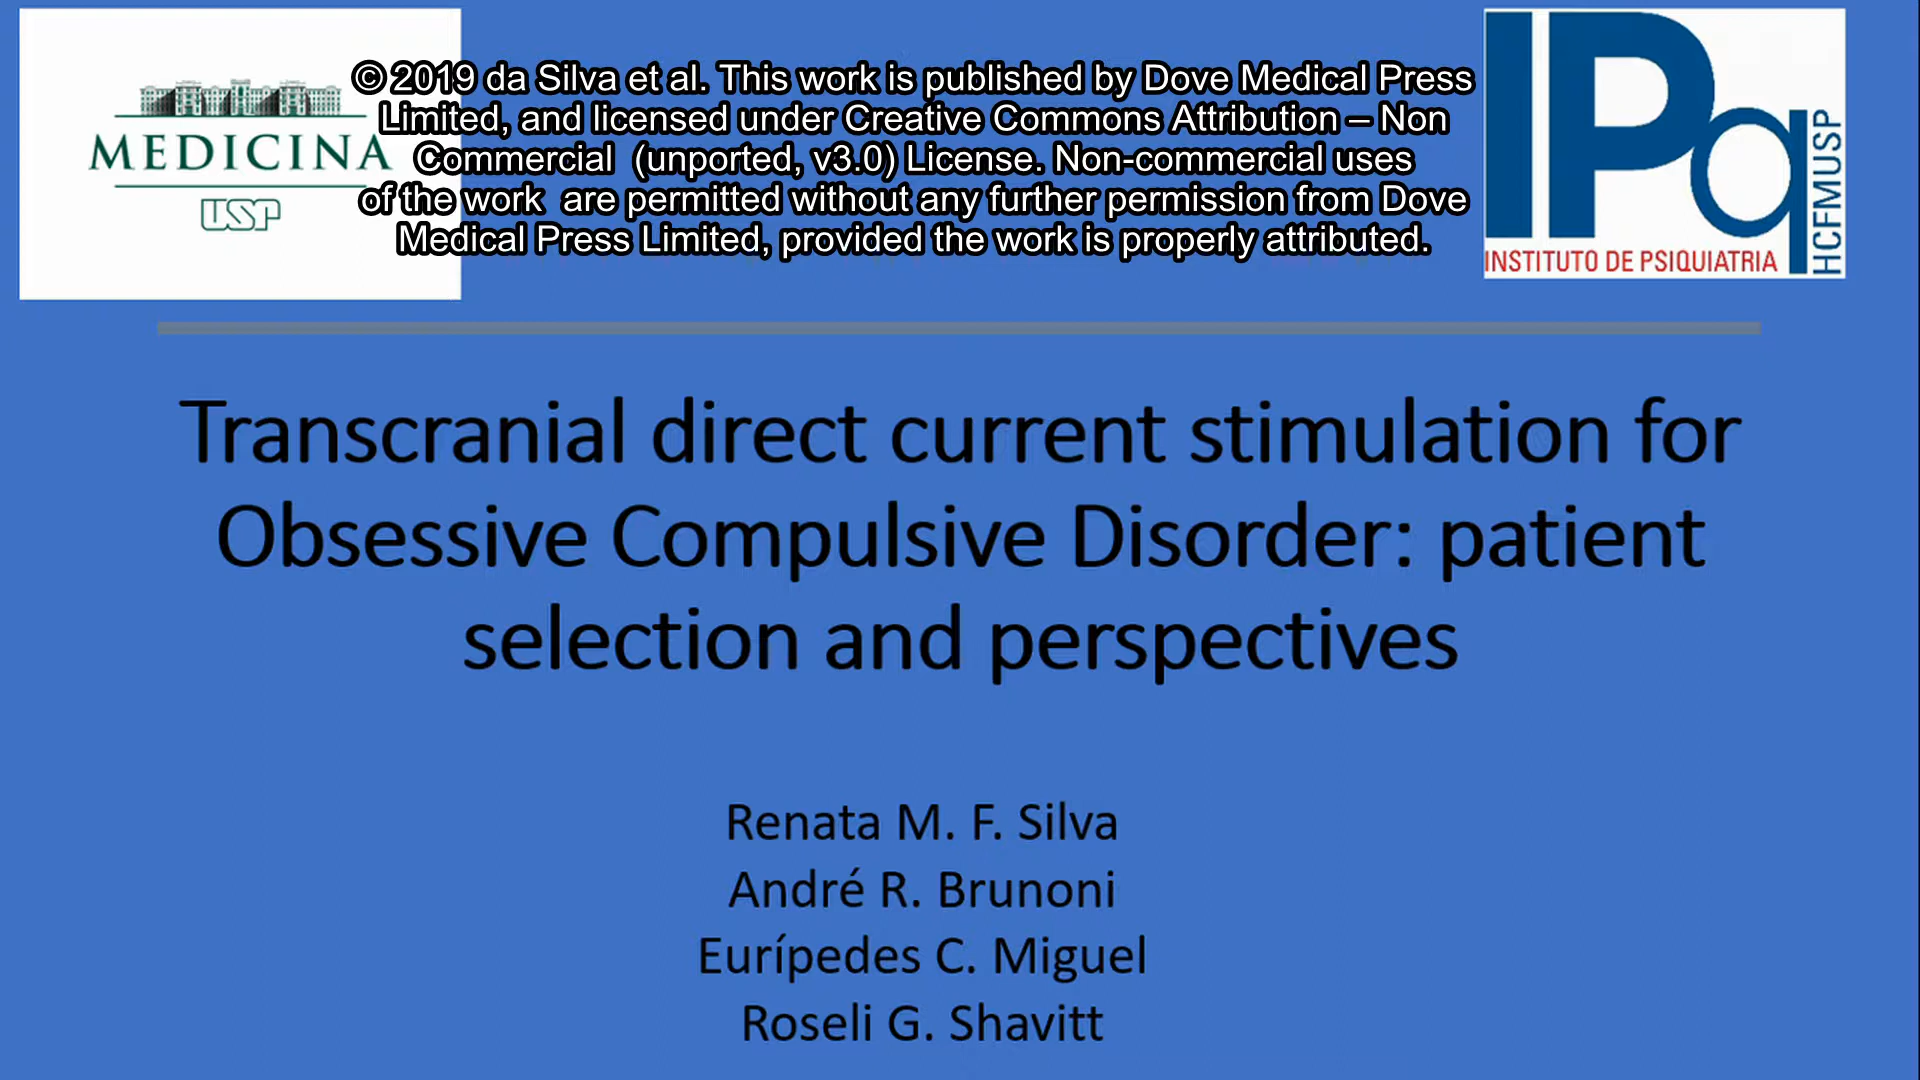 MEDICINA
USP
© 2019 da Silva et al. This work is published by Dove Medical Press
Limited, and licensed under Creative Commons Attribution – Non
Commercial (unported, v3.0) License. Non-commercial uses
of the work are permitted without any further permission from Dove
Medical Press Limited, provided the work is properly attributed.
IPq
HCFMUSP
INSTITUTO DE PSIQUIATRIA
Transcranial direct current stimulation for
Obsessive Compulsive Disorder: patient
selection and perspectives
Renata M. F. Silva
André R. Brunoni
Eurípedes C. Miguel
Roseli G. Shavitt